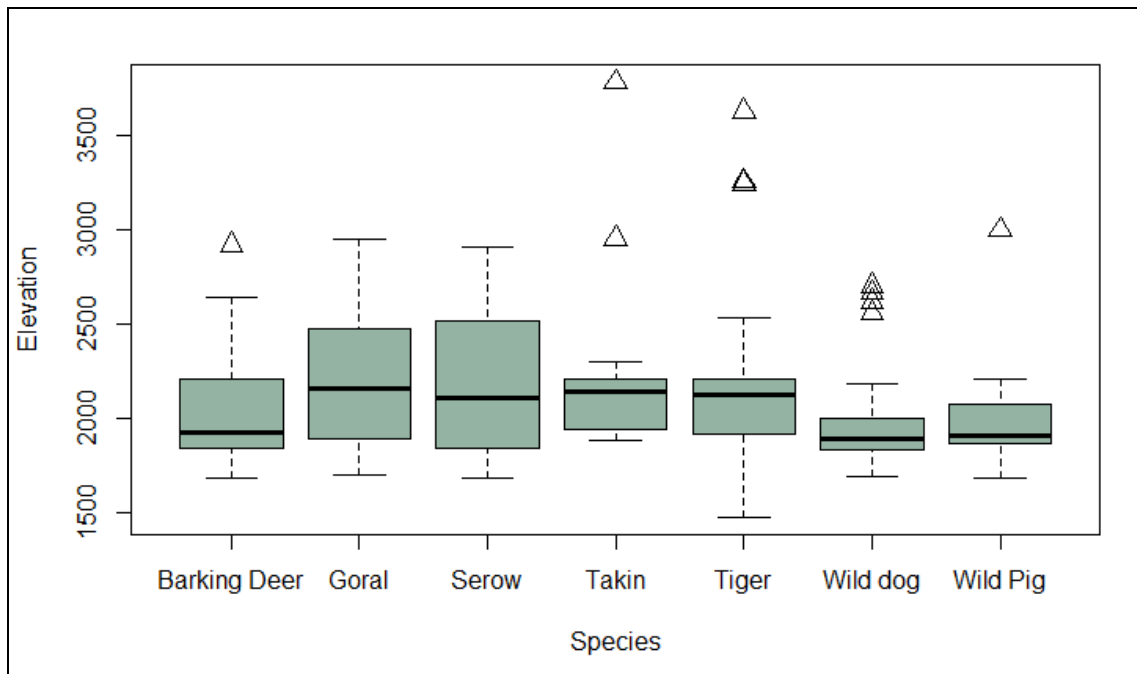 Elevation
3500
3000
2500
2000
1500
Barking Deer Goral Serow Takin Tiger Wild dog Wild Pig
Species